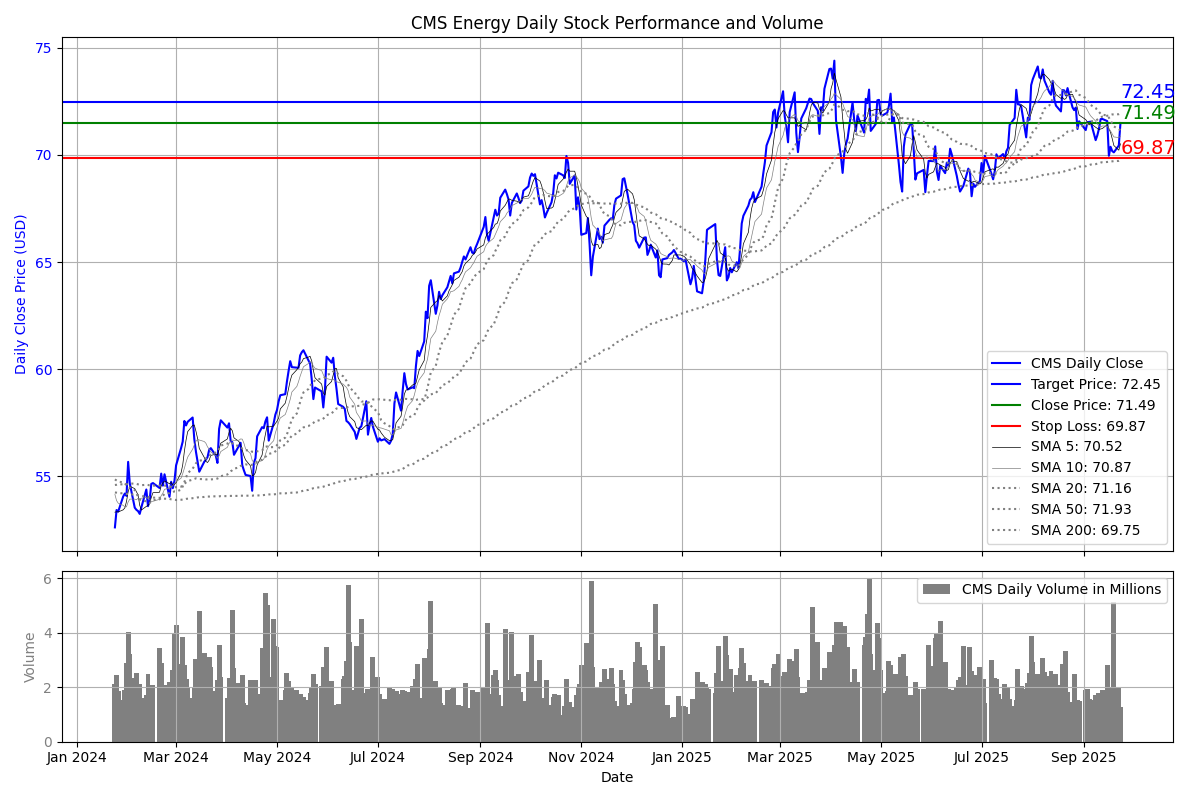 CMS Energy Daily Stock Performance and Volume
Daily Close Price (USD)
75
70
65
60
55
72.45
71.49
69.87
CMS Daily Close
Target Price: 72.45
Close Price: 71.49
Stop Loss: 69.87
SMA 5: 70.52
SMA 10: 70.87
SMA 20: 71.16
SMA 50: 71.93
SMA 200: 69.75
Volume
6
4
2
0
CMS Daily Volume in Millions
Jan 2024 Mar 2024 May 2024 Jul 2024 Sep 2024 Nov 2024 Jan 2025 Mar 2025 May 2025 Jul 2025 Sep 2025
Date